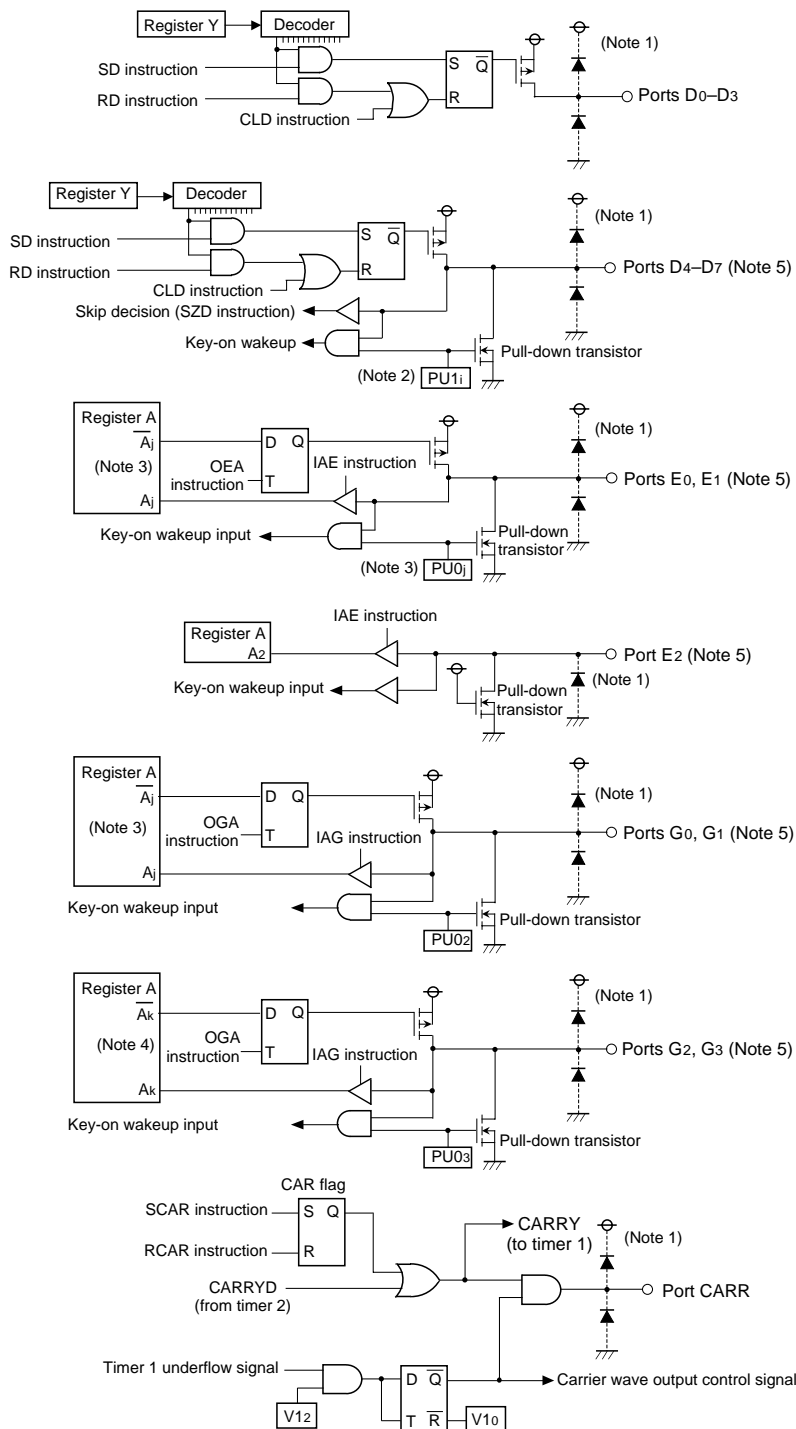 Register Y
Decoder
(Note 1)
SD instruction
S
Q̅
RD instruction
R
CLD instruction
Ports D0–D3
Register Y
Decoder
(Note 1)
SD instruction
S
Q̅
RD instruction
R
CLD instruction
Ports D4–D7 (Note 5)
Skip decision (SZD instruction)
Key-on wakeup
Pull-down transistor
(Note 2)
PU1i
Register A
A̅j
(Note 3)
Aj
D
Q
T
OEA
instruction
IAE instruction
(Note 1)
Ports E0, E1 (Note 5)
Key-on wakeup input
Pull-down
transistor
(Note 3)
PU0j
IAE instruction
Register A
A2
Port E2 (Note 5)
Key-on wakeup input
Pull-down
transistor
(Note 1)
Register A
A̅j
(Note 3)
Aj
D
Q
T
OGA
instruction
IAG instruction
(Note 1)
Ports G0, G1 (Note 5)
Key-on wakeup input
Pull-down transistor
PU02
Register A
A̅k
(Note 4)
Ak
D
Q
T
OGA
instruction
IAG instruction
(Note 1)
Ports G2, G3 (Note 5)
Key-on wakeup input
Pull-down transistor
PU03
CAR flag
SCAR instruction
S
Q
RCAR instruction
R
CARRY
(to timer 1)
(Note 1)
CARRYD
(from timer 2)
Port CARR
Timer 1 underflow signal
D
Q̅
Carrier wave output control signal
V12
T
R̅
V10